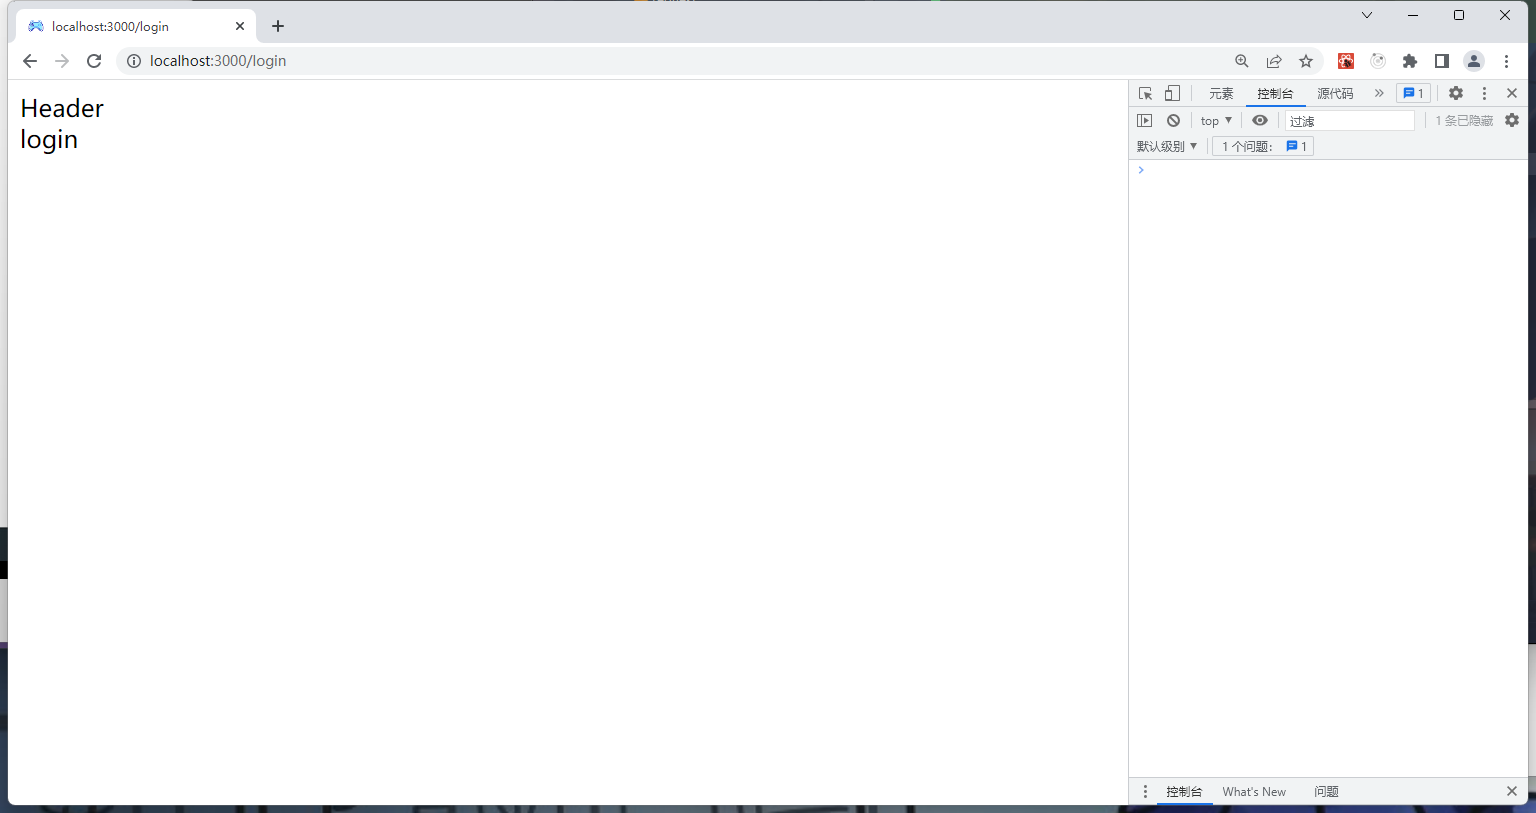 localhost:3000/login
localhost:3000/login
Header
login
元素 控制台 源代码 » 1
top ▼ 过滤 1 条已隐藏
默认级别 ▼ 1 个问题: 1
›
控制台 What's New 问题